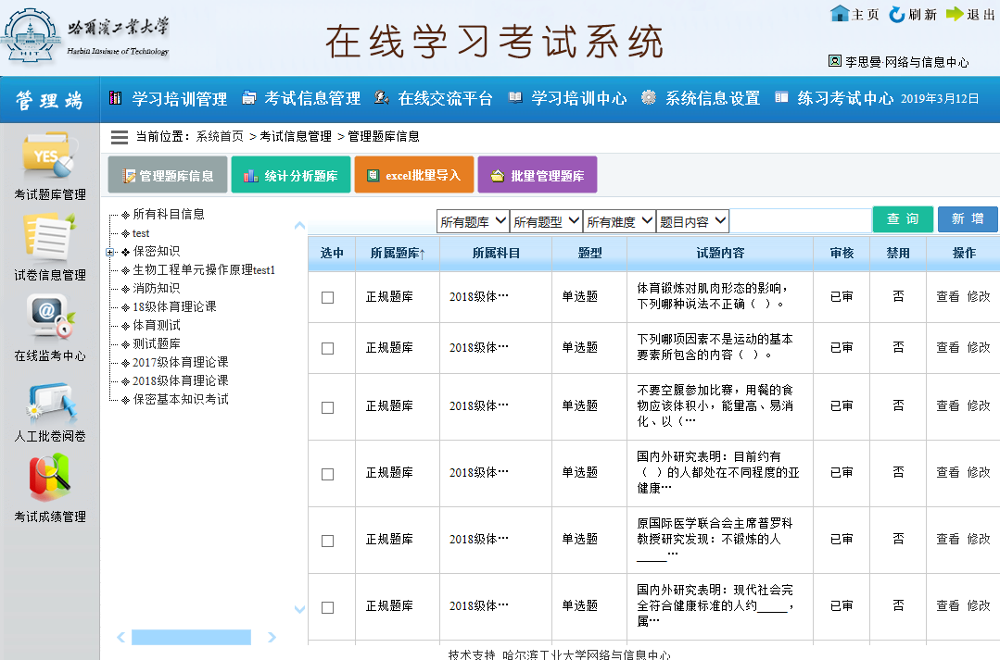 哈爾濱工業大學
Harbin Institute of Technology
在线学习考试系统
主页 刷新 退出
李思曼·网络与信息中心
管理端 学习培训管理 考试信息管理 在线交流平台 学习培训中心 系统信息设置 练习考试中心 2019年3月12日
当前位置：系统首页 >考试信息管理 >管理题库信息
管理题库信息 统计分析题库 excel批量导入 批量管理题库
YES
考试题库管理
试卷信息管理
@
在线监考中心
人工批卷阅卷
考试成绩管理
所有科目信息
test
保密知识
生物工程单元操作原理test1
消防知识
18级体育理论课
体育测试
测试题库
2017级体育理论课
2018级体育理论课
保密基本知识考试
所有题库 所有题型 所有难度 题目内容 查 询 新 增
选中 所属题库↑ 所属科目 题型 试题内容 审核 禁用 操作
正规题库 2018级体… 单选题 体育锻炼对肌肉形态的影响， 已审 否 查看 修改
下列哪种说法不正确（ ）。
正规题库 2018级体… 单选题 下列哪项因素不是运动的基本 已审 否 查看 修改
要素所包含的内容（ ）。
不要空腹参加比赛，用餐的食
正规题库 2018级体… 单选题 物应该体积小，能量高、易消 已审 否 查看 修改
化、以（…
国内外研究表明：目前约有
正规题库 2018级体… 单选题 （ ）的人都处在不同程度的亚 已审 否 查看 修改
健康…
原国际医学联合会主席普罗科
正规题库 2018级体… 单选题 教授研究发现：不锻炼的人 已审 否 查看 修改
_____…
国内外研究表明：现代社会完
正规题库 2018级体… 单选题 全符合健康标准的人约_____， 已审 否 查看 修改
属…
技术支持 哈尔滨工业大学网络与信息中心